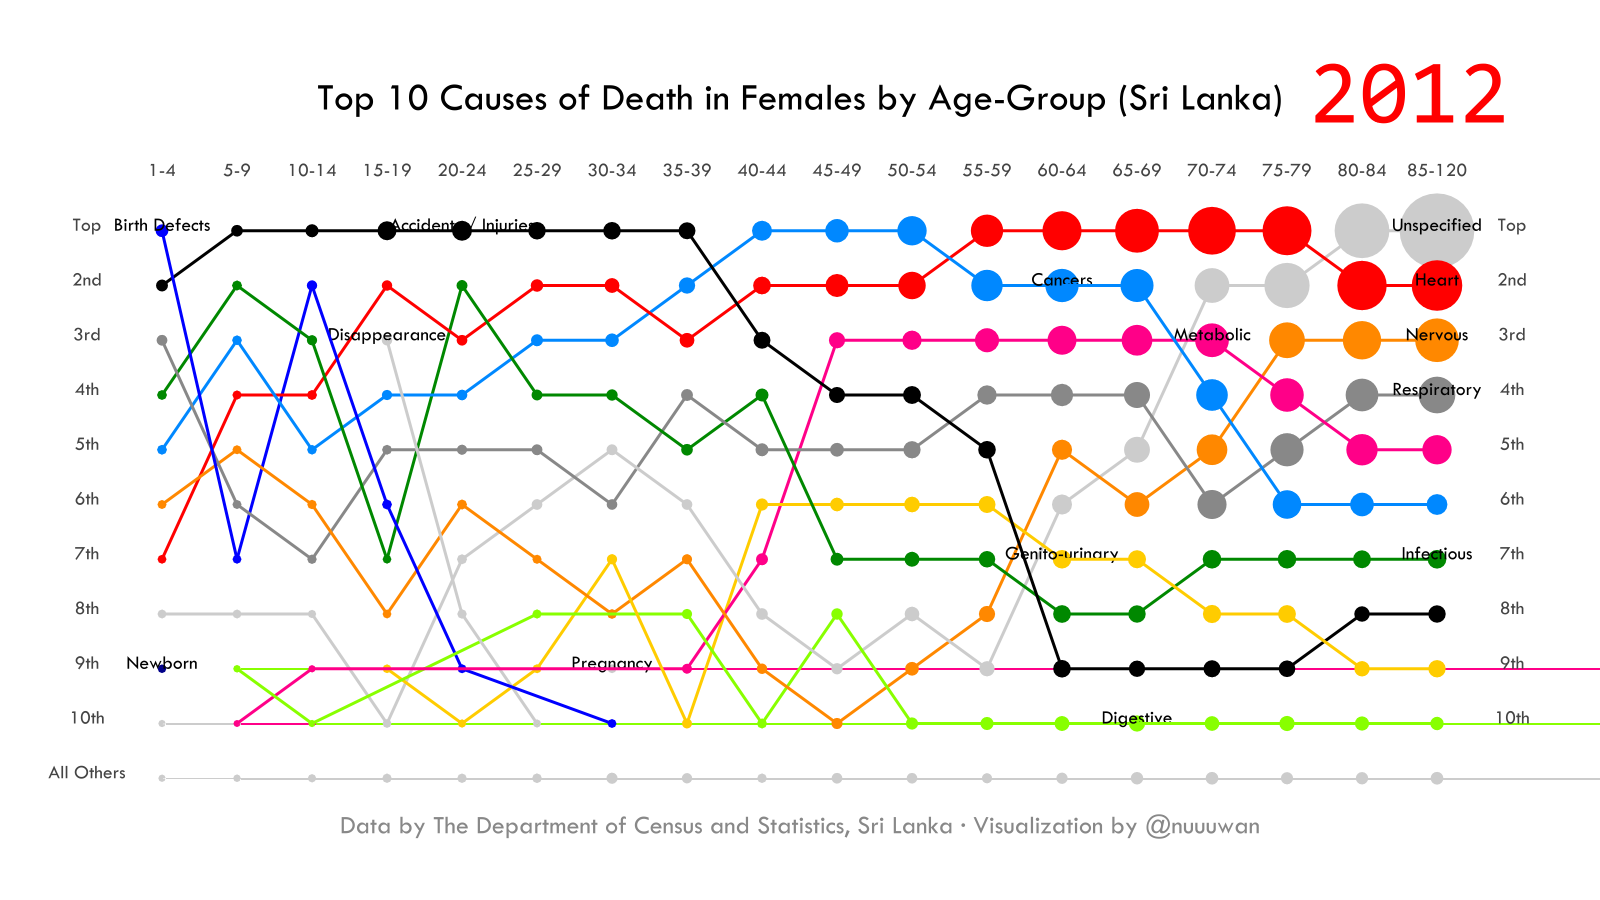 Top 10 Causes of Death in Females by Age-Group (Sri Lanka) 2012
1-4 5-9 10-14 15-19 20-24 25-29 30-34 35-39 40-44 45-49 50-54 55-59 60-64 65-69 70-74 75-79 80-84 85-120
Top Birth Defects Accidents / Injuries Unspecified Top
2nd Cancers Heart 2nd
3rd Disappearance Metabolic Nervous 3rd
4th Respiratory 4th
5th 5th
6th 6th
7th Genito-urinary Infectious 7th
8th 8th
9th Newborn Pregnancy 9th
10th Digestive 10th
All Others
Data by The Department of Census and Statistics, Sri Lanka · Visualization by @nuuuwan